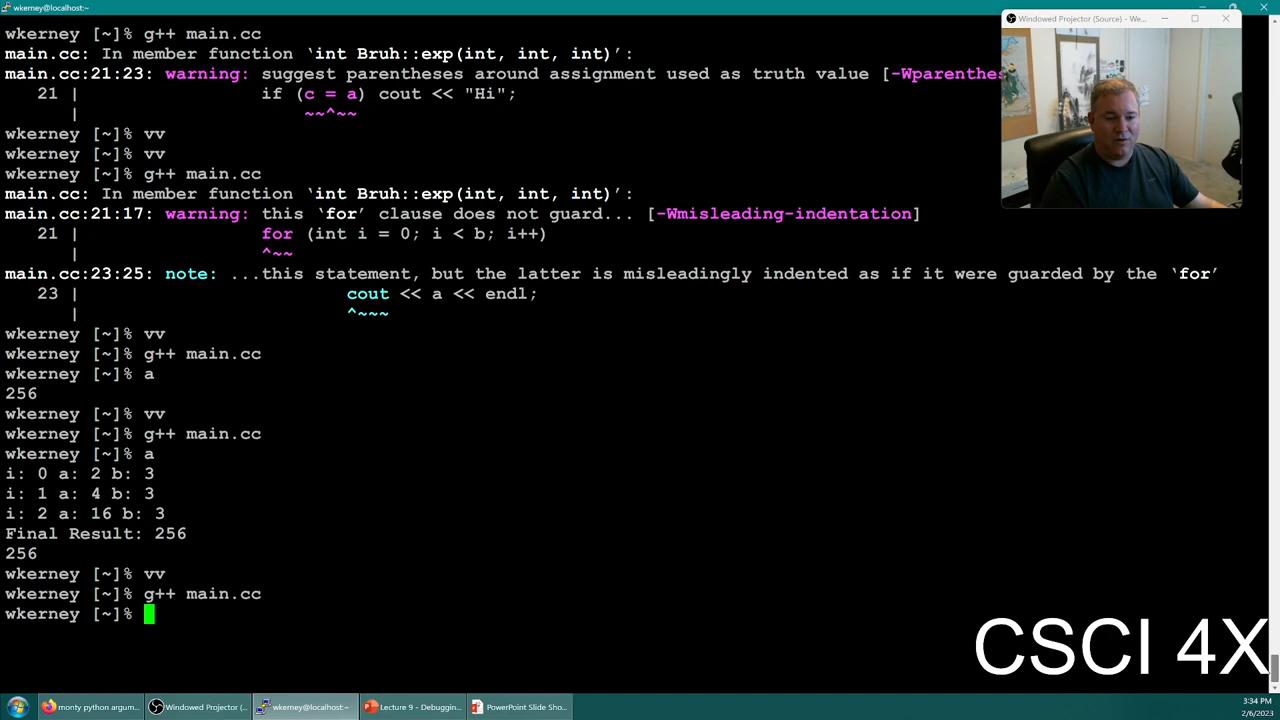 wkerney@localhost:~
wkerney [~]% g++ main.cc
main.cc: In member function ‘int Bruh::exp(int, int, int)’:
main.cc:21:23: warning: suggest parentheses around assignment used as truth value [-Wparenthes
21 | if (c = a) cout << "Hi";
| ~~^~~
wkerney [~]% vv
wkerney [~]% vv
wkerney [~]% g++ main.cc
main.cc: In member function ‘int Bruh::exp(int, int, int)’:
main.cc:21:17: warning: this ‘for’ clause does not guard... [-Wmisleading-indentation]
21 | for (int i = 0; i < b; i++)
| ^~~
main.cc:23:25: note: ...this statement, but the latter is misleadingly indented as if it were guarded by the ‘for’
23 | cout << a << endl;
| ^~~~
wkerney [~]% vv
wkerney [~]% g++ main.cc
wkerney [~]% a
256
wkerney [~]% vv
wkerney [~]% g++ main.cc
wkerney [~]% a
i: 0 a: 2 b: 3
i: 1 a: 4 b: 3
i: 2 a: 16 b: 3
Final Result: 256
256
wkerney [~]% vv
wkerney [~]% g++ main.cc
wkerney [~]%
Windowed Projector (Source) - We...
CSCI 4X
monty python argum...
Windowed Projector (...
wkerney@localhost:~
Lecture 9 - Debuggin...
PowerPoint Slide Sho...
3:34 PM
2/6/2023